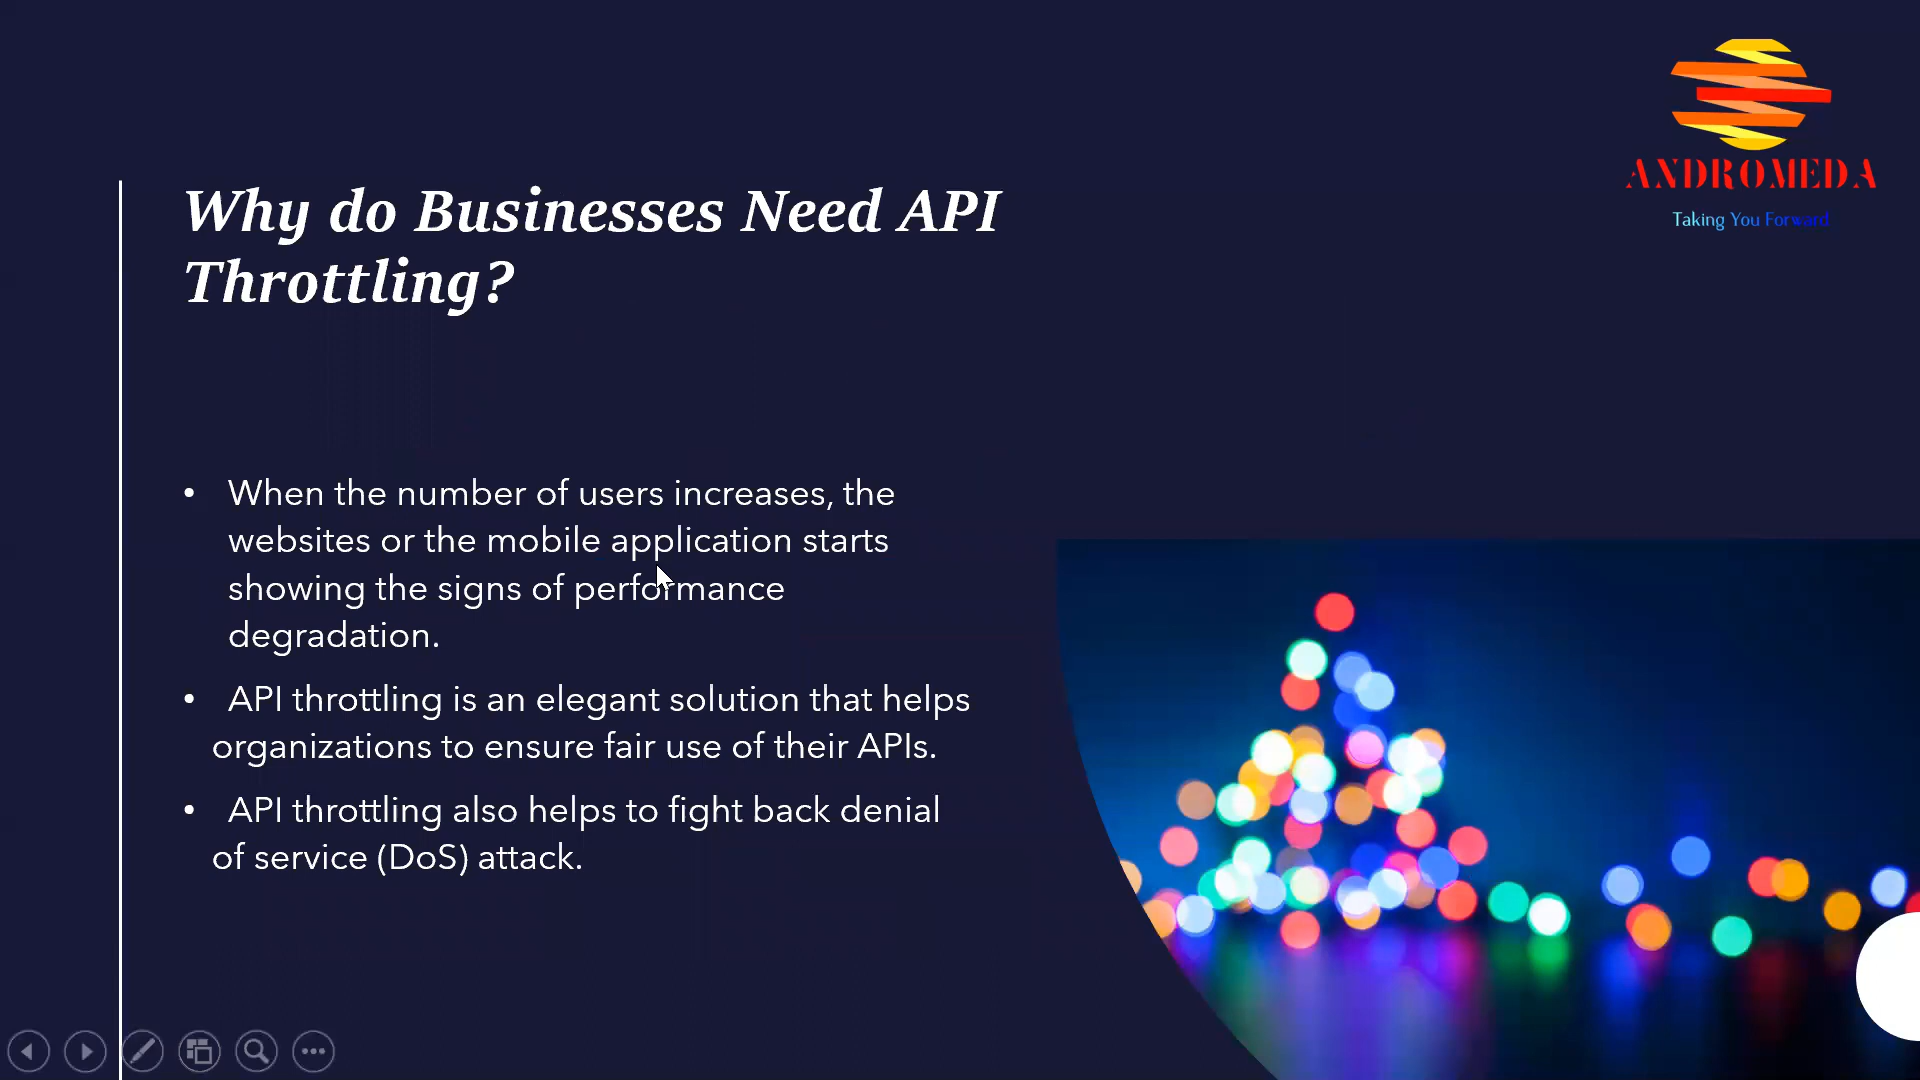 ANDROMEDA
Taking You Forward
Why do Businesses Need API
Throttling?
• When the number of users increases, the
websites or the mobile application starts
showing the signs of performance
degradation.
• API throttling is an elegant solution that helps
organizations to ensure fair use of their APIs.
• API throttling also helps to fight back denial
of service (DoS) attack.